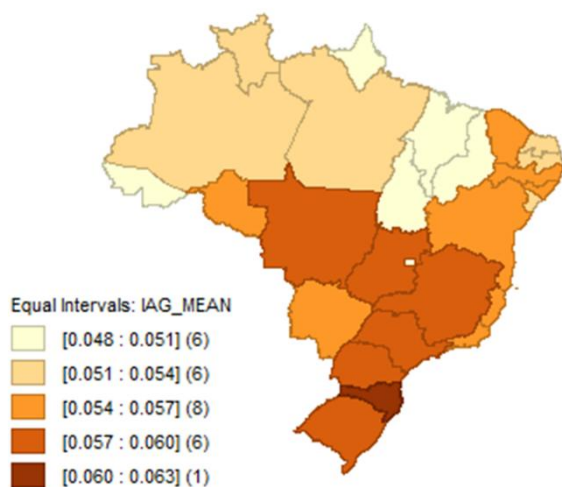 Equal Intervals: IAG_MEAN
[0.048 : 0.051] (6)
[0.051 : 0.054] (6)
[0.054 : 0.057] (8)
[0.057 : 0.060] (6)
[0.060 : 0.063] (1)